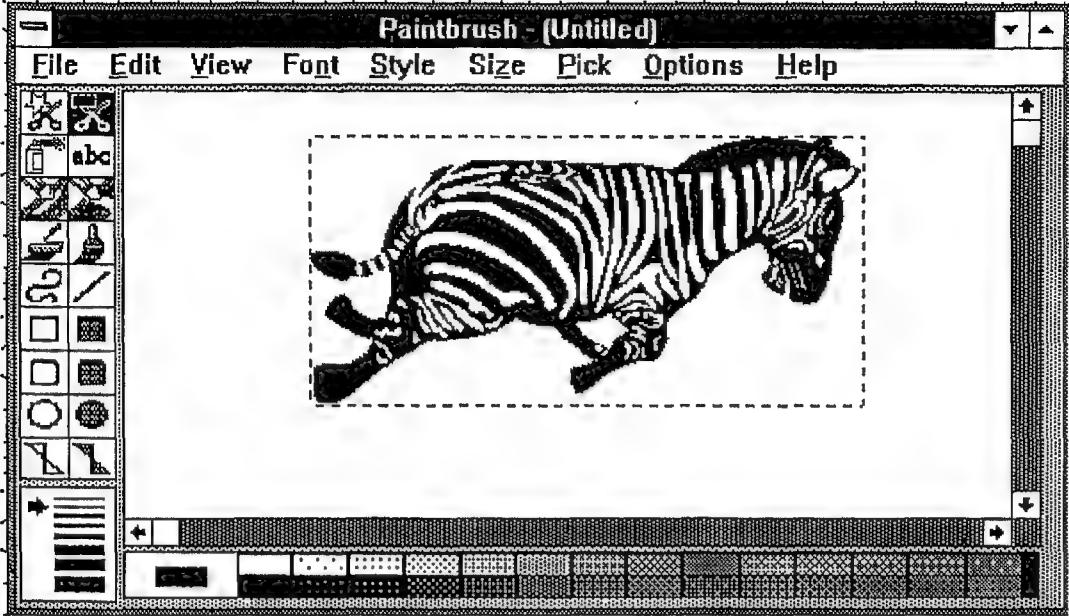 Paintbrush - (Untitled)
File Edit View Font Style Size Pick Options Help
abc